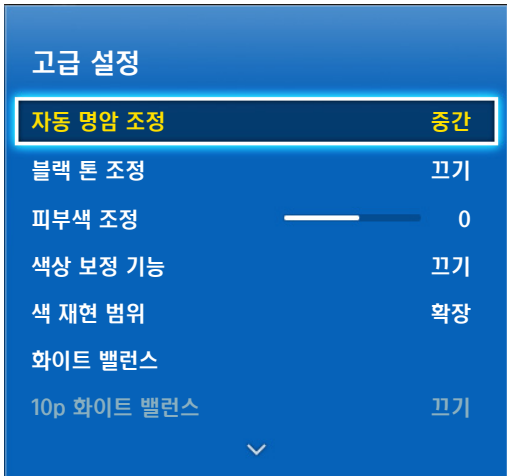 고급 설정
자동 명암 조정 중간
블랙 톤 조정 끄기
피부색 조정 0
색상 보정 기능 끄기
색 재현 범위 확장
화이트 밸런스
10p 화이트 밸런스 끄기